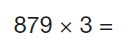 879 × 3 =